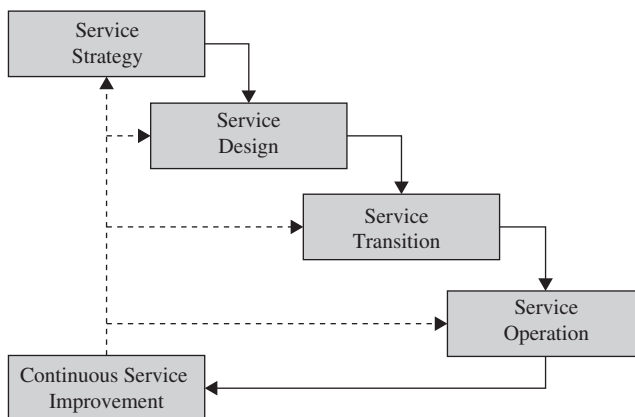 Service
Strategy
Service
Design
Service
Transition
Service
Operation
Continuous Service
Improvement